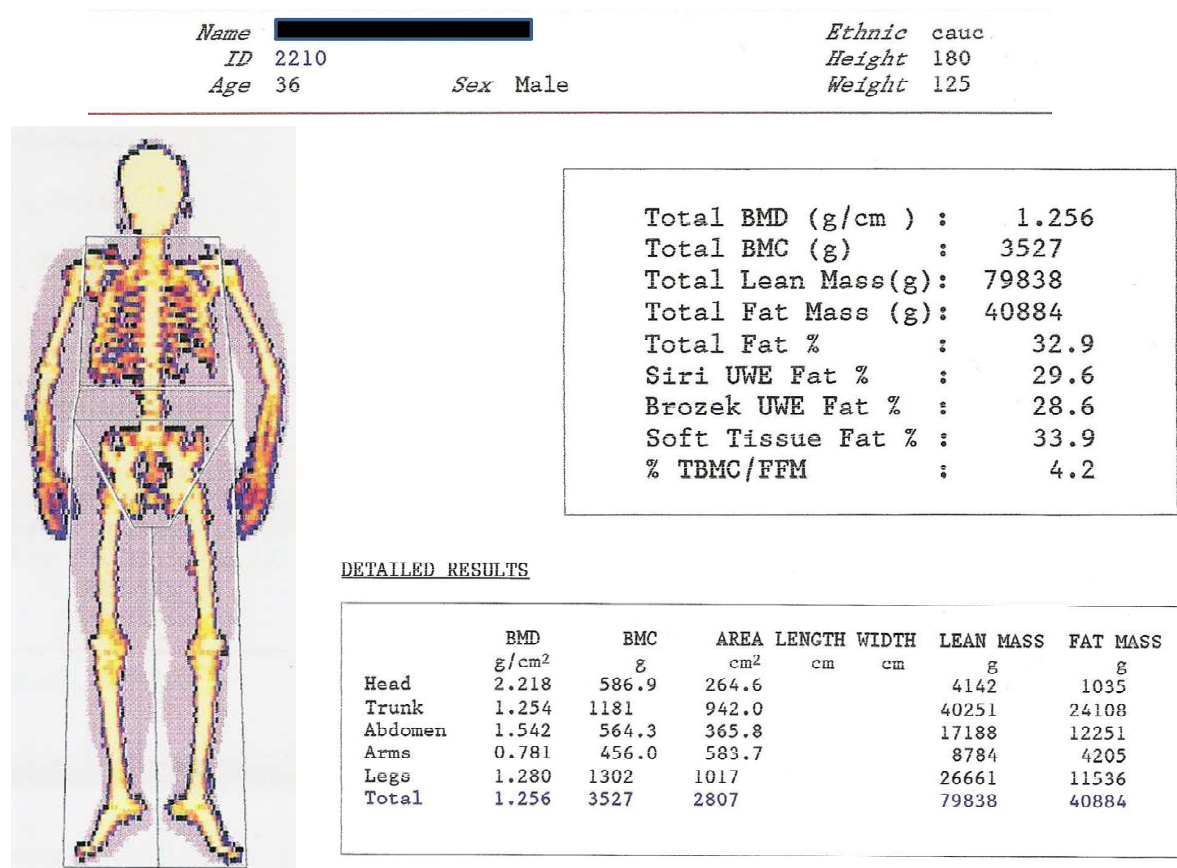 Name
Ethnic cauc
ID 2210
Height 180
Age 36 Sex Male
Weight 125
Total BMD (g/cm ) : 1.256
Total BMC (g) : 3527
Total Lean Mass(g): 79838
Total Fat Mass (g): 40884
Total Fat % : 32.9
Siri UWE Fat % : 29.6
Brozek UWE Fat % : 28.6
Soft Tissue Fat % : 33.9
% TBMC/FFM : 4.2
DETAILED RESULTS
BMD BMC AREA LENGTH WIDTH LEAN MASS FAT MASS
g/cm² g cm² cm cm g g
Head 2.218 586.9 264.6 4142 1035
Trunk 1.254 1181 942.0 40251 24108
Abdomen 1.542 564.3 365.8 17188 12251
Arms 0.781 456.0 583.7 8784 4205
Legs 1.280 1302 1017 26661 11536
Total 1.256 3527 2807 79838 40884